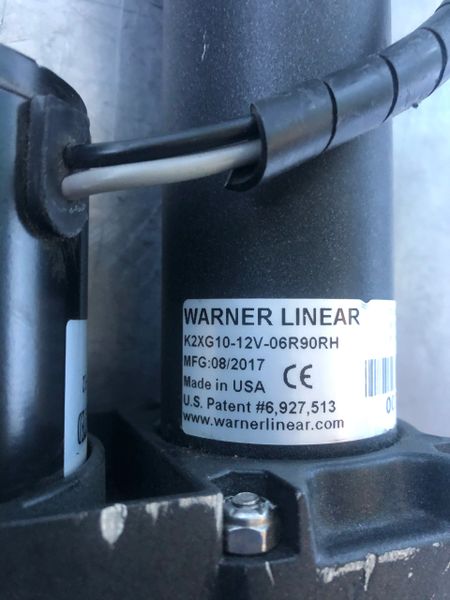 WARNER LINEAR
K2XG10-12V-06R90RH
MFG:08/2017
Made in USA CE
U.S. Patent #6,927,513
www.warnerlinear.com